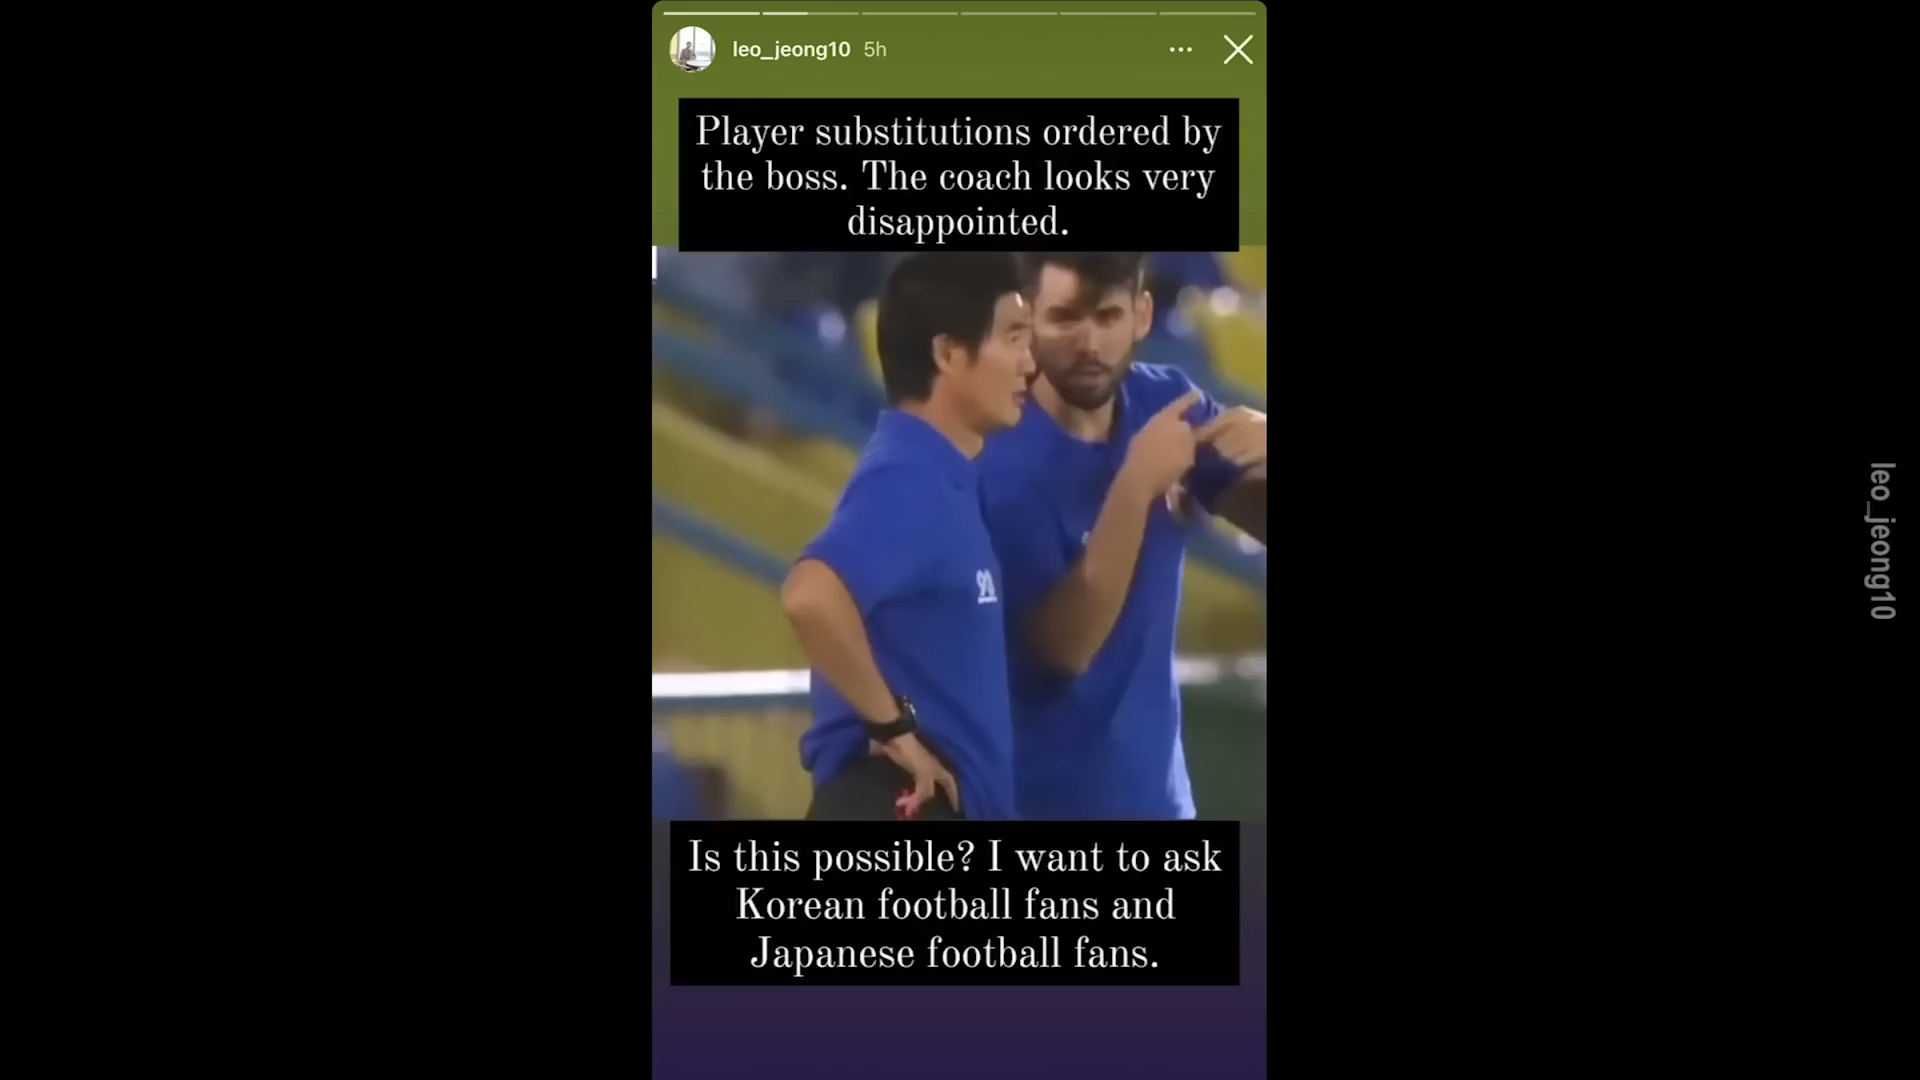 leo_jeong10 5h
Player substitutions ordered by
the boss. The coach looks very
disappointed.
90
Is this possible? I want to ask
Korean football fans and
Japanese football fans.
leo_jeong10